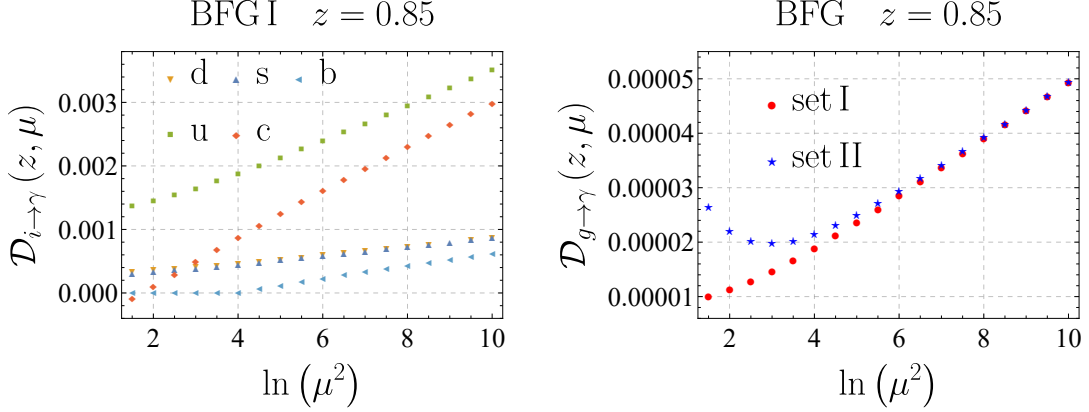 BFG I z = 0.85
d s b
u c
0.003
0.002
0.001
0.000
2 4 6 8 10
ln (μ²)
𝒟i→γ (z, μ)
BFG z = 0.85
set I
set II
0.00005
0.00004
0.00003
0.00002
0.00001
2 4 6 8 10
ln (μ²)
𝒟g→γ (z, μ)